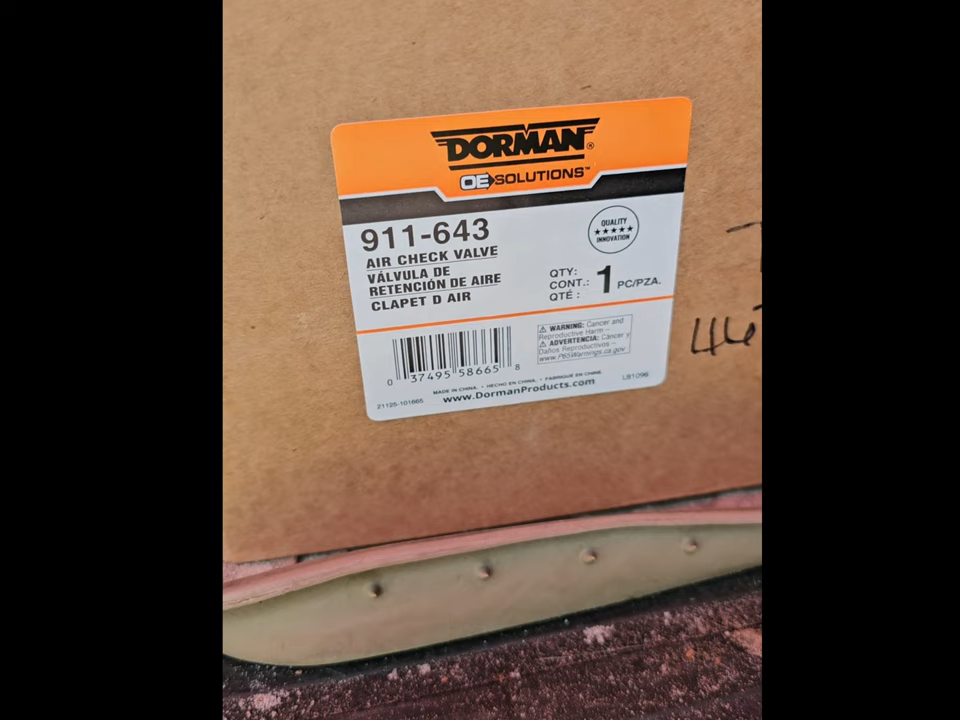 DORMAN®
OE SOLUTIONS™
911-643
AIR CHECK VALVE
VÁLVULA DE
RETENCIÓN DE AIRE
CLAPET D AIR
QUALITY
★★★★★
INNOVATION
QTY:
CONT.: 1 PC/PZA.
QTÉ :
⚠ WARNING: Cancer and
Reproductive Harm –
⚠ ADVERTENCIA: Cáncer y
Daños Reproductivos –
www.P65Warnings.ca.gov
0 37495 58665 8
MADE IN CHINA. • HECHO EN CHINA. • FABRIQUÉ EN CHINE.
21125-101665 www.DormanProducts.com LB109B